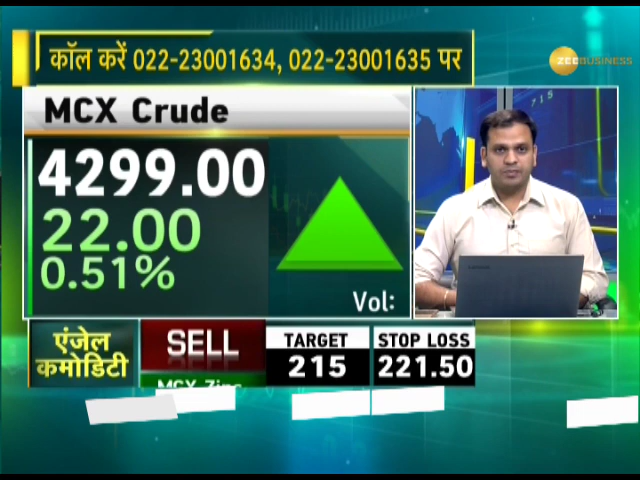 कॉल करें 022-23001634, 022-23001635 पर
ZEE BUSINESS
MCX Crude
4299.00
22.00
0.51%
Vol:
एंजेल
कमोडिटी
SELL
TARGET
215
STOP LOSS
221.50
MCX Zinc